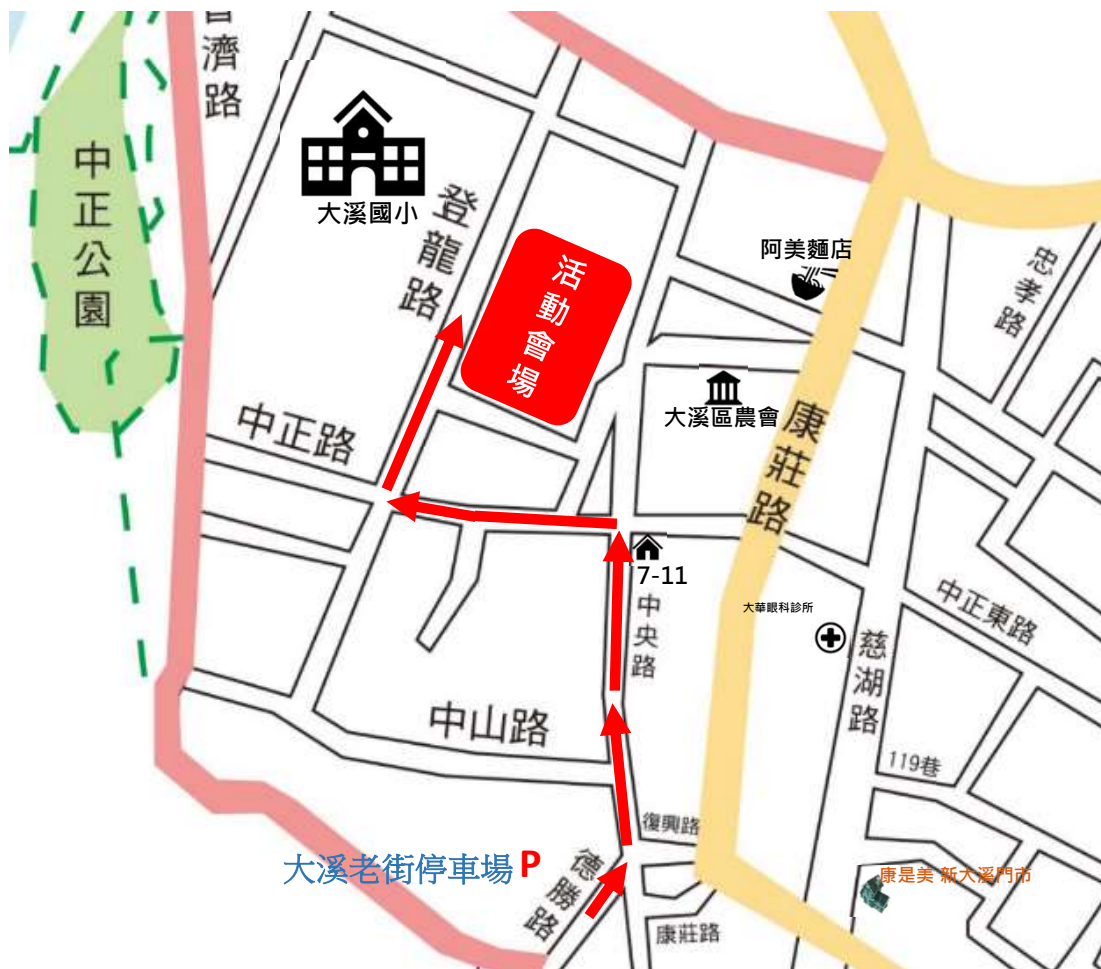 普濟路
中正公園
大溪國小
登龍路
活動會場
阿美麵店
忠孝路
大溪區農會
康莊路
中正路
7-11
中央路
大華眼科診所
中正東路
慈湖路
中山路
119巷
復興路
大溪老街停車場 P
德勝路
康是美 新大溪門市
康莊路